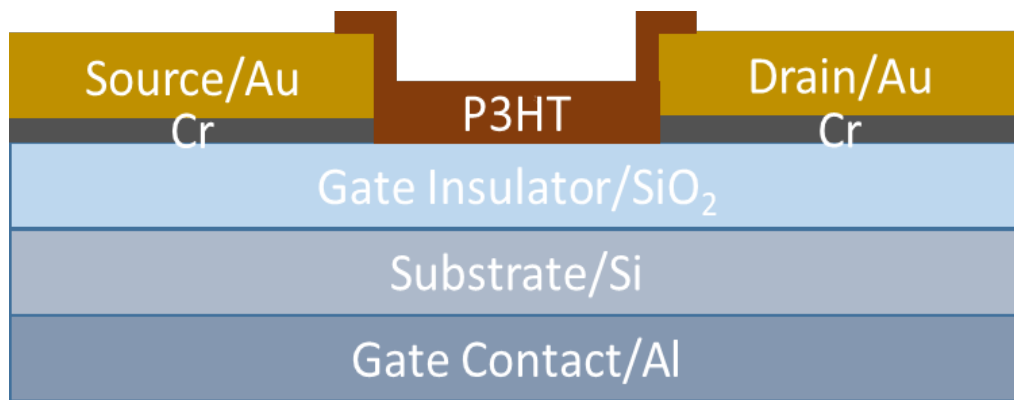 Source/Au
Drain/Au
P3HT
Cr
Cr
Gate Insulator/SiO₂
Substrate/Si
Gate Contact/Al